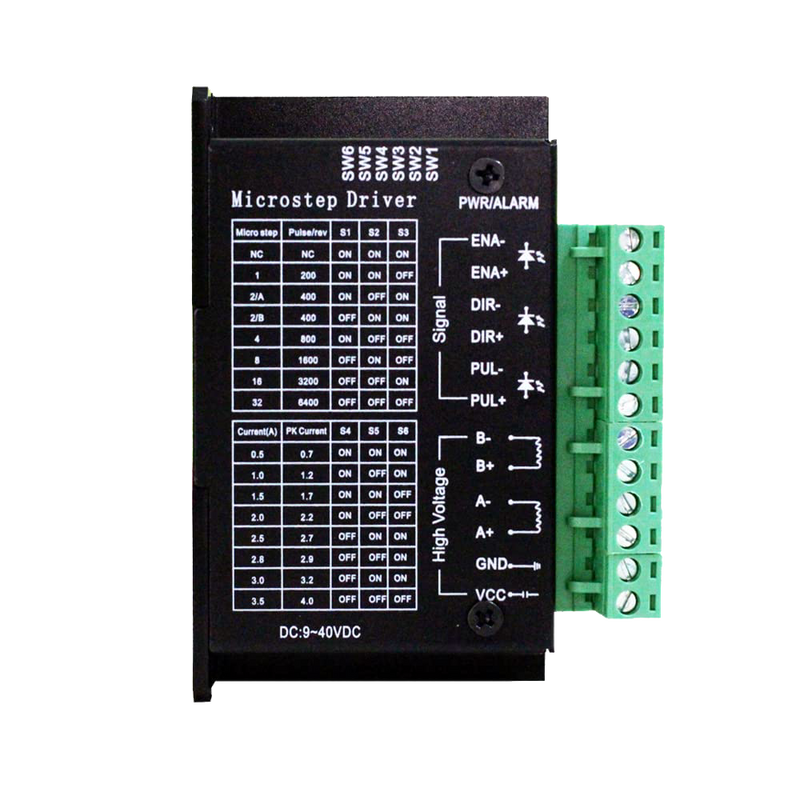 SW6
SW5
SW4
SW3
SW2
SW1
Microstep Driver
PWR/ALARM
Micro step Pulse/rev S1 S2 S3
NC NC ON ON ON
1 200 ON ON OFF
2/A 400 ON OFF ON
2/B 400 OFF ON ON
4 800 ON OFF OFF
8 1600 OFF ON OFF
16 3200 OFF OFF ON
32 6400 OFF OFF OFF
Current(A) PK Current S4 S5 S6
0.5 0.7 ON ON ON
1.0 1.2 ON OFF ON
1.5 1.7 ON ON OFF
2.0 2.2 ON OFF OFF
2.5 2.7 OFF ON ON
2.8 2.9 OFF OFF ON
3.0 3.2 OFF ON OFF
3.5 4.0 OFF OFF OFF
DC:9~40VDC
Signal
ENA-
ENA+
DIR-
DIR+
PUL-
PUL+
High Voltage
B-
B+
A-
A+
GND
VCC